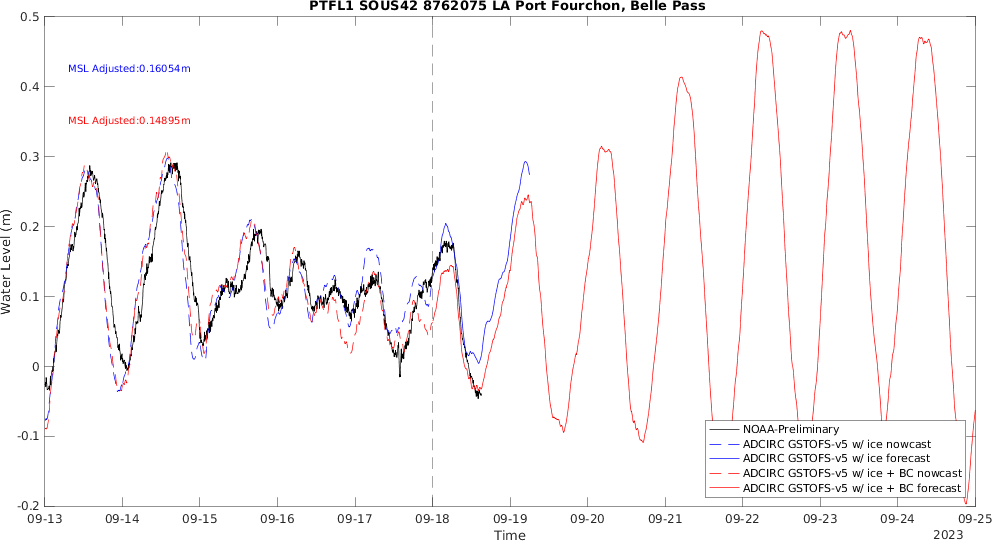 PTFL1 SOUS42 8762075 LA Port Fourchon, Belle Pass
0.5
0.4
0.3
0.2
0.1
0
-0.1
-0.2
Water Level (m)
MSL Adjusted:0.16054m
MSL Adjusted:0.14895m
NOAA-Preliminary
ADCIRC GSTOFS-v5 w/ ice nowcast
ADCIRC GSTOFS-v5 w/ ice forecast
ADCIRC GSTOFS-v5 w/ ice + BC nowcast
ADCIRC GSTOFS-v5 w/ ice + BC forecast
09-13 09-14 09-15 09-16 09-17 09-18 09-19 09-20 09-21 09-22 09-23 09-24 09-25
Time
2023